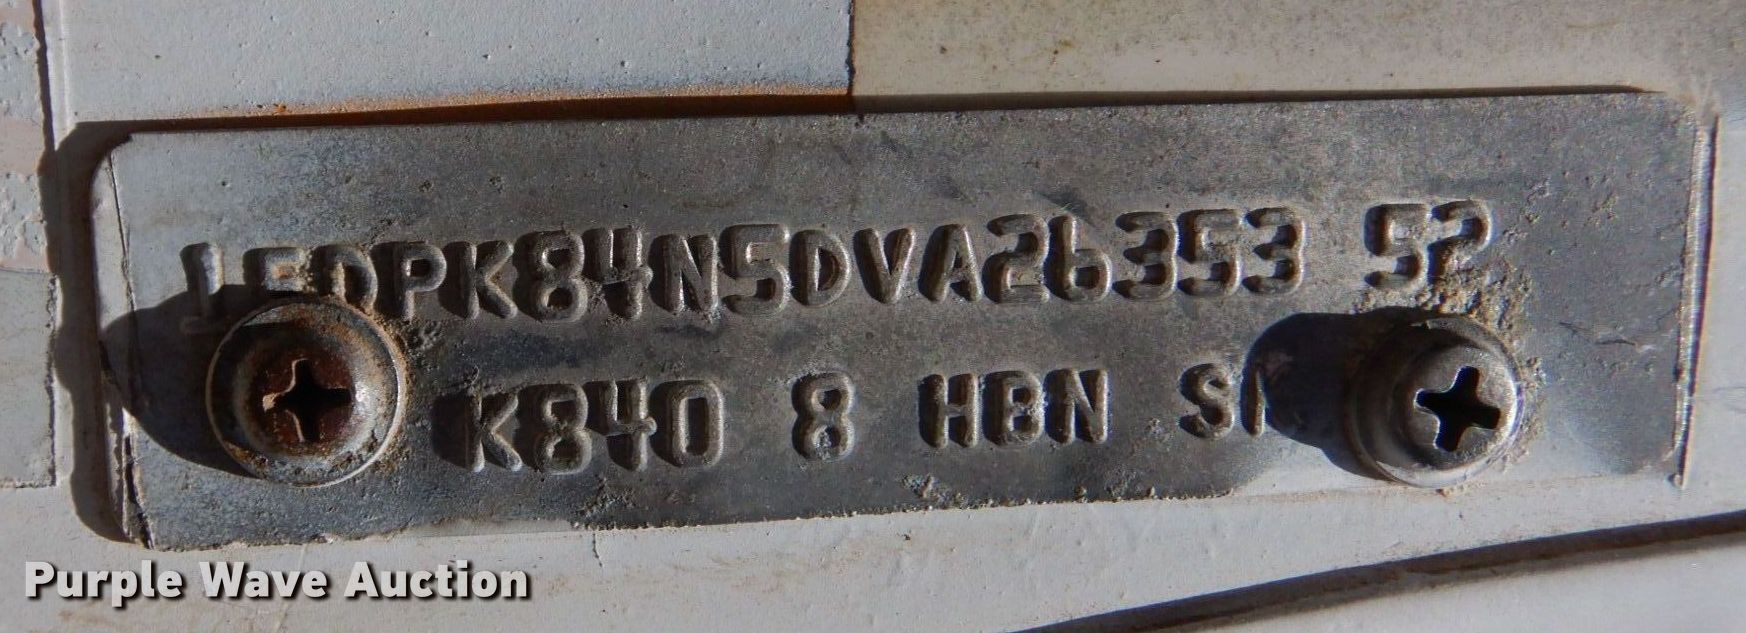 1FDPK84N5DVA26353 52
K840 8 HBN
Purple Wave Auction